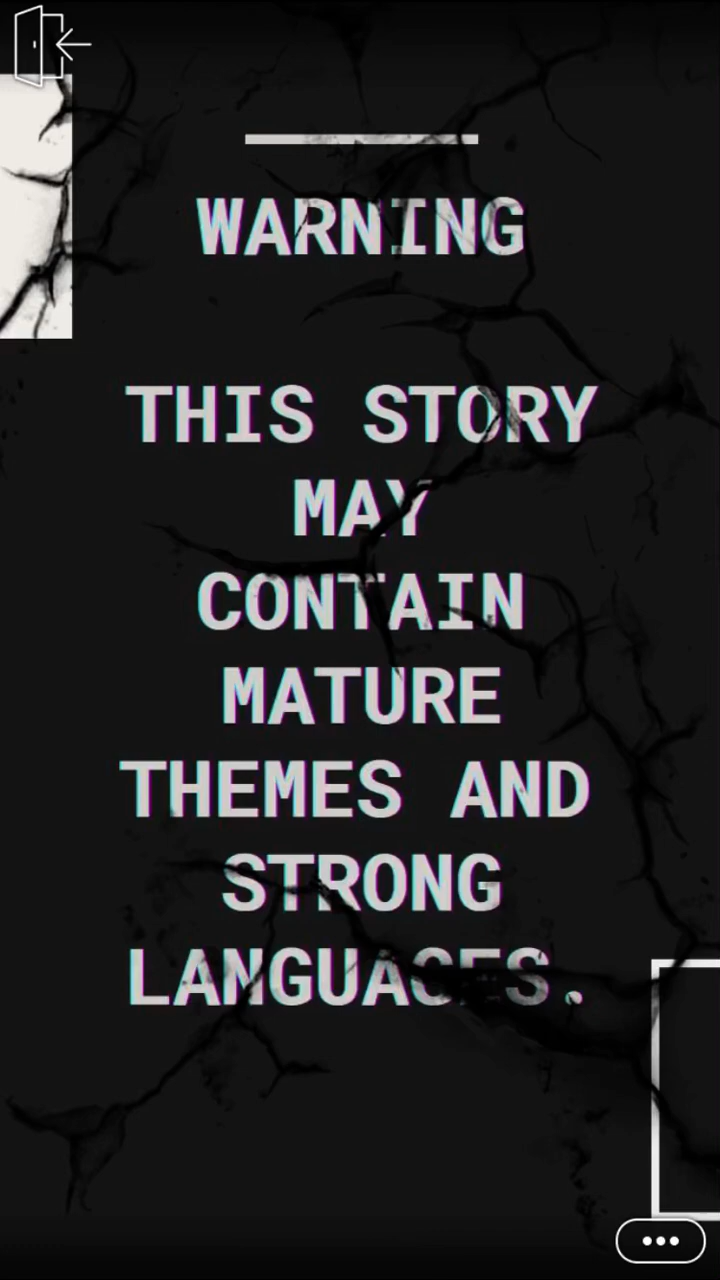 WARNING
THIS STORY
MAY
CONTAIN
MATURE
THEMES AND
STRONG
LANGUAGES.